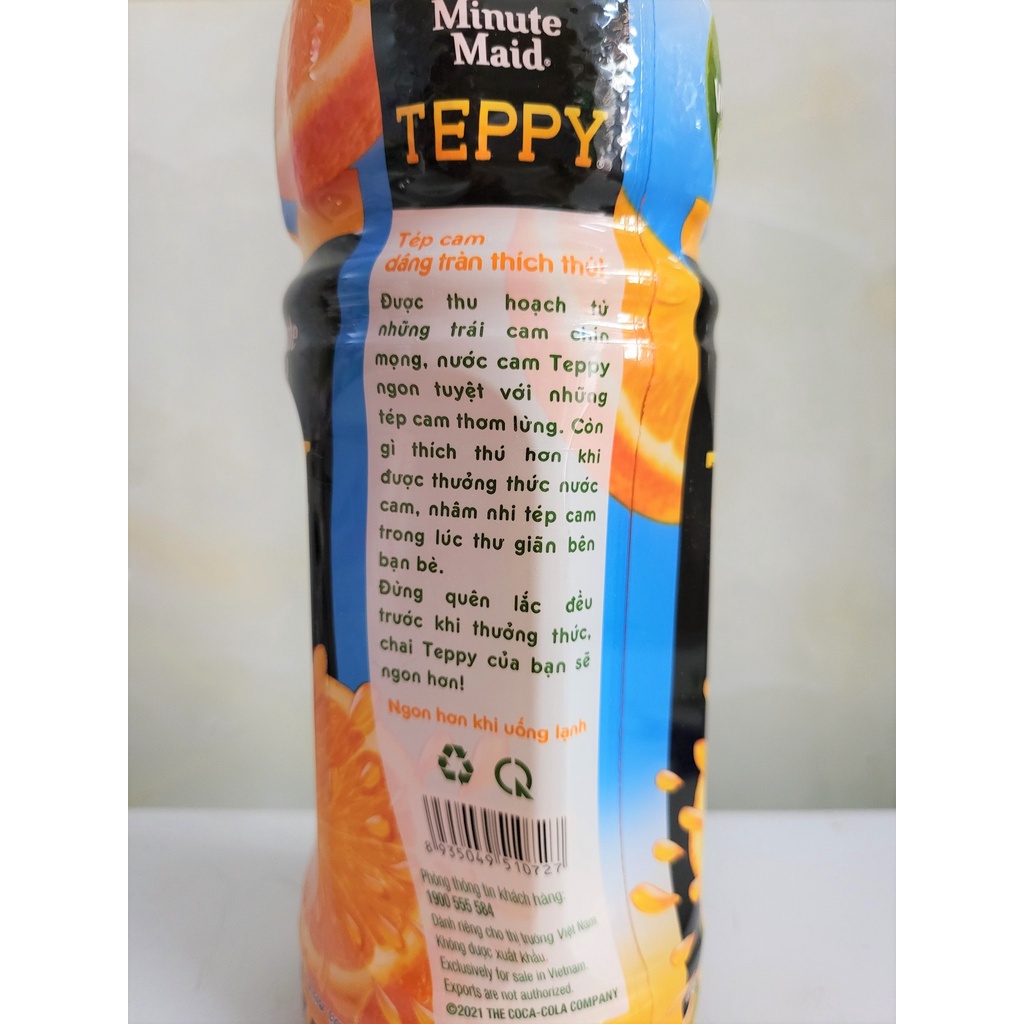 Minute
Maid®
TEPPY®
Tép cam
dâng tràn thích thú!
Được thu hoạch từ
những trái cam chín
mọng, nước cam Teppy
ngon tuyệt với những
tép cam thơm lừng. Còn
gì thích thú hơn khi
được thưởng thức nước
cam, nhâm nhi tép cam
trong lúc thư giãn bên
bạn bè.
Đừng quên lắc đều
trước khi thưởng thức,
chai Teppy của bạn sẽ
ngon hơn!
Ngon hơn khi uống lạnh
8 935049 510727
Phòng thông tin khách hàng:
1900 555 584
Dành riêng cho thị trường Việt Nam.
Không được xuất khẩu.
Exclusively for sale in Vietnam.
Exports are not authorized.
©2021 THE COCA-COLA COMPANY